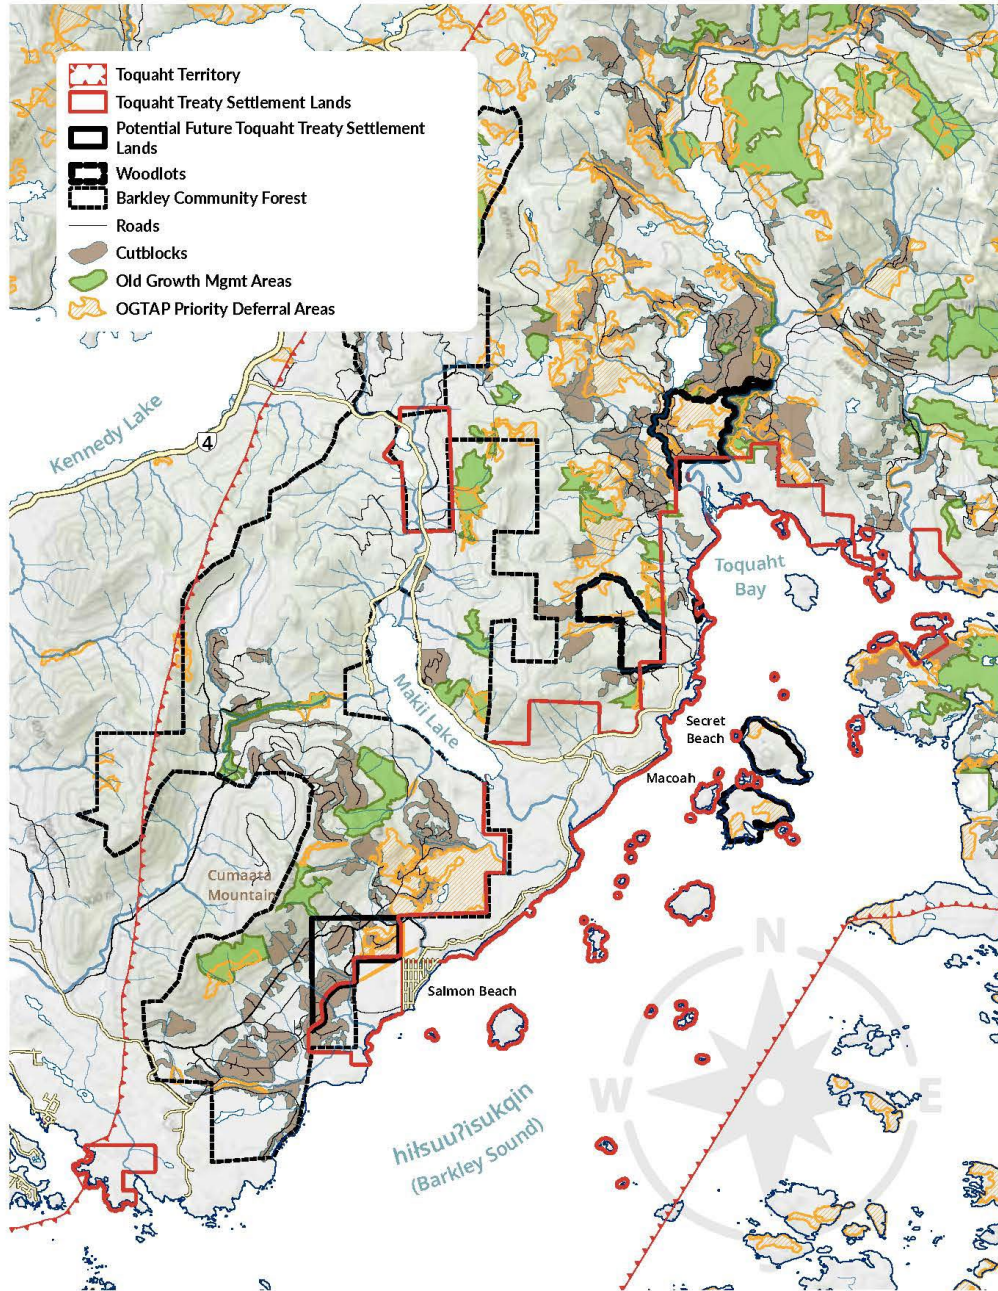 Toquaht Territory
Toquaht Treaty Settlement Lands
Potential Future Toquaht Treaty Settlement
Lands
Woodlots
Barkley Community Forest
Roads
Cutblocks
Old Growth Mgmt Areas
OGTAP Priority Deferral Areas
Kennedy Lake
4
Toquaht
Bay
Makii Lake
Secret
Beach
Macoah
Cumaata
Mountain
Salmon Beach
N
W
E
S
hiłsuuʔisukqin
(Barkley Sound)